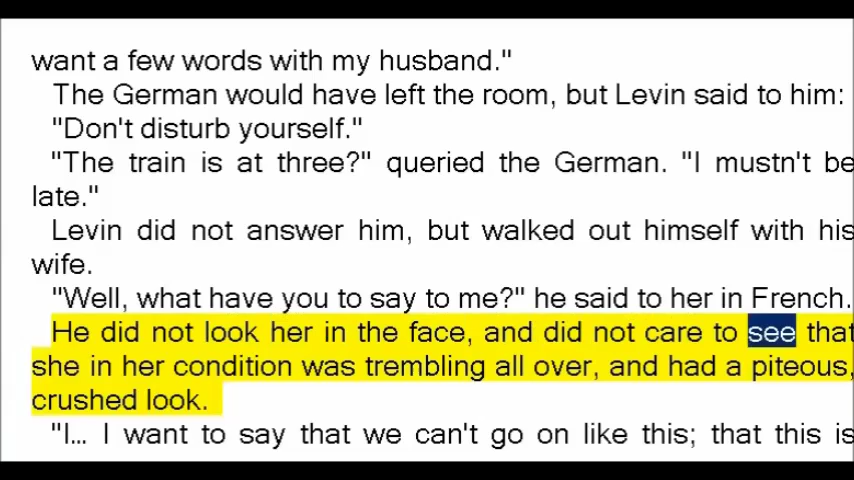 want a few words with my husband."
The German would have left the room, but Levin said to him:
"Don't disturb yourself."
"The train is at three?" queried the German. "I mustn't be
late."
Levin did not answer him, but walked out himself with his
wife.
"Well, what have you to say to me?" he said to her in French.
He did not look her in the face, and did not care to see that
she in her condition was trembling all over, and had a piteous,
crushed look.
"I... I want to say that we can't go on like this; that this is